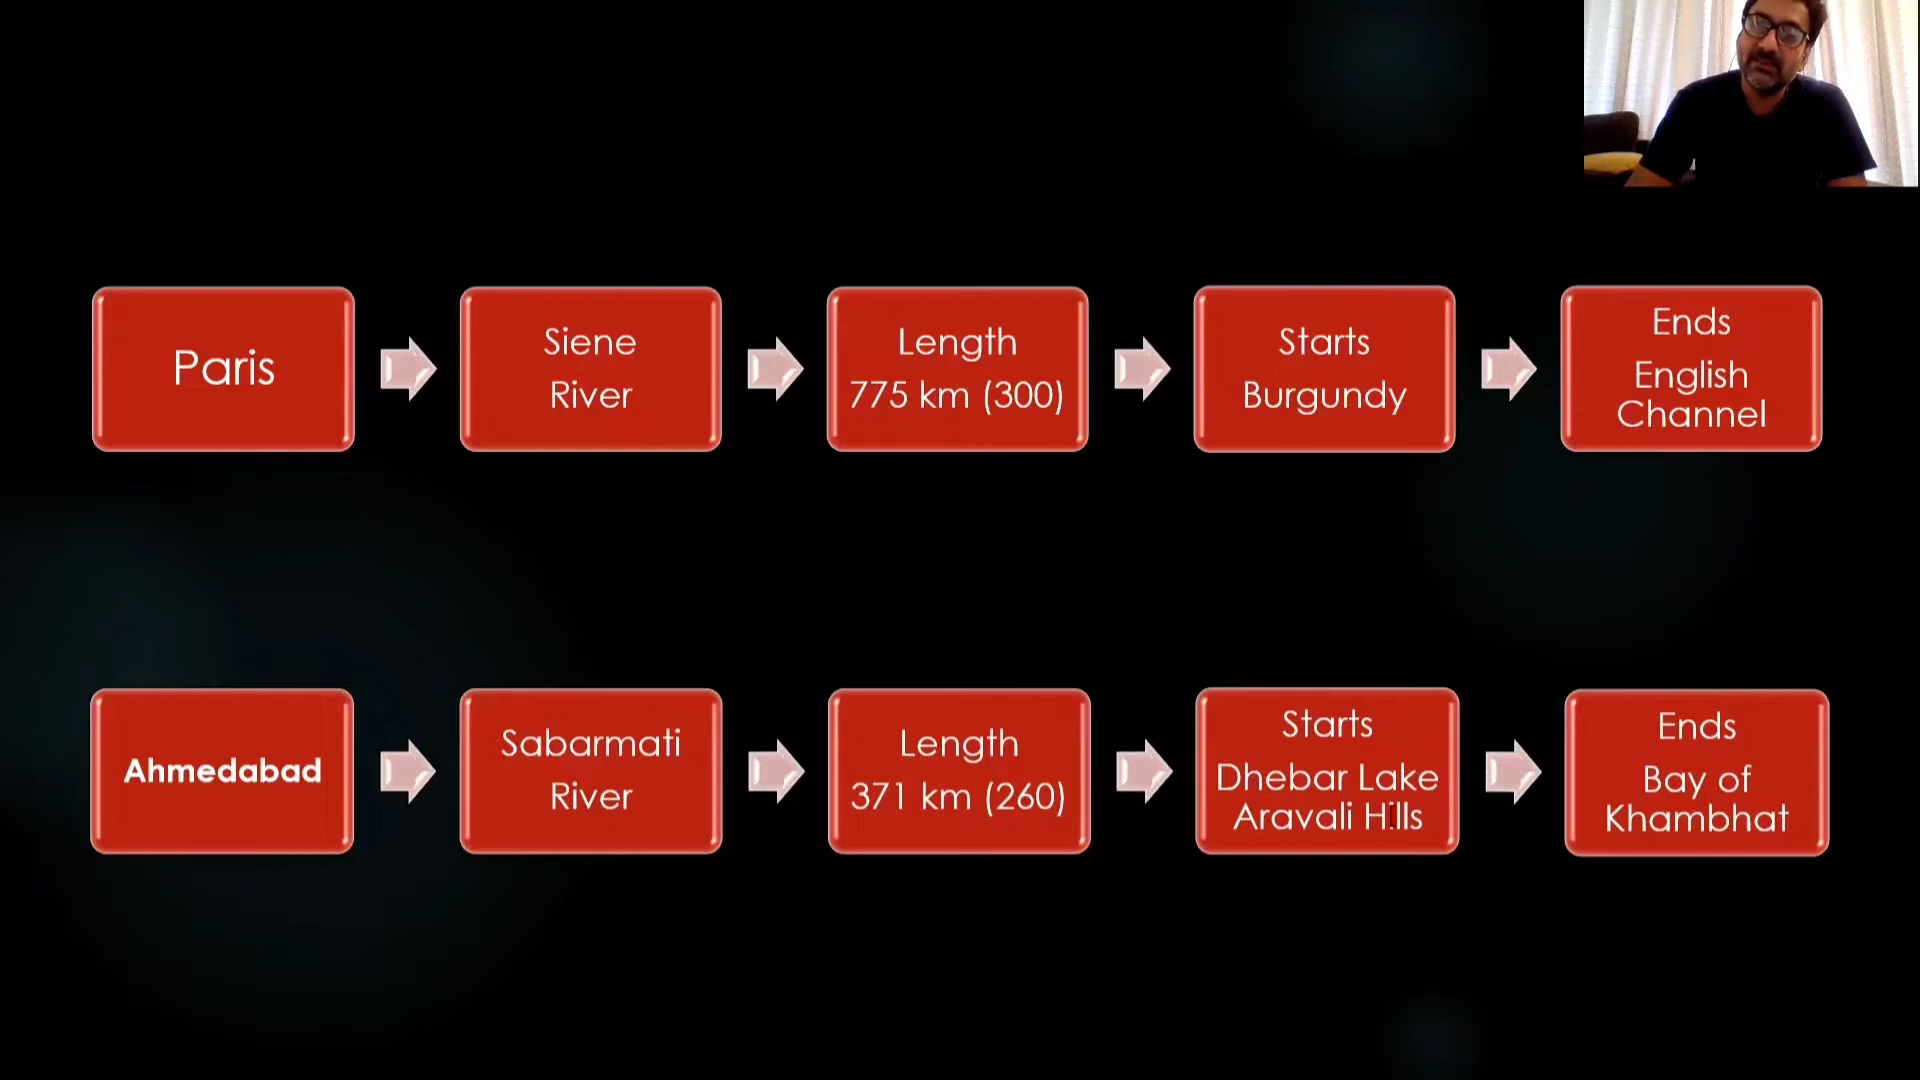 Paris
Siene
River
Length
775 km (300)
Starts
Burgundy
Ends
English
Channel
Ahmedabad
Sabarmati
River
Length
371 km (260)
Starts
Dhebar Lake
Aravali Hills
Ends
Bay of
Khambhat